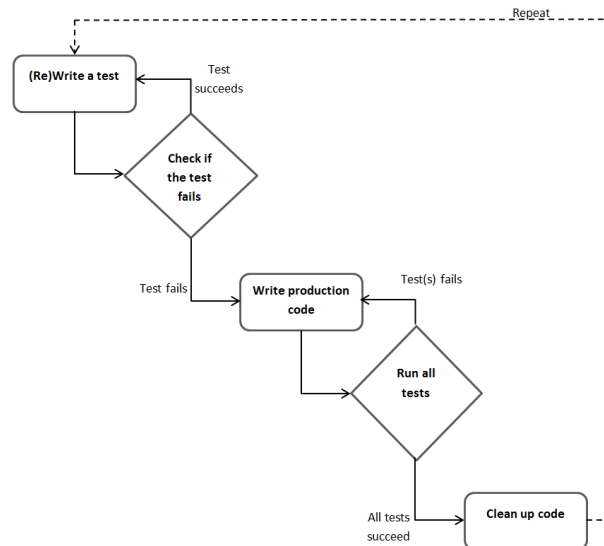 Repeat
(Re)Write a test
Test
succeeds
Check if
the test
fails
Test fails
Write production
code
Test(s) fails
Run all
tests
All tests
succeed
Clean up code